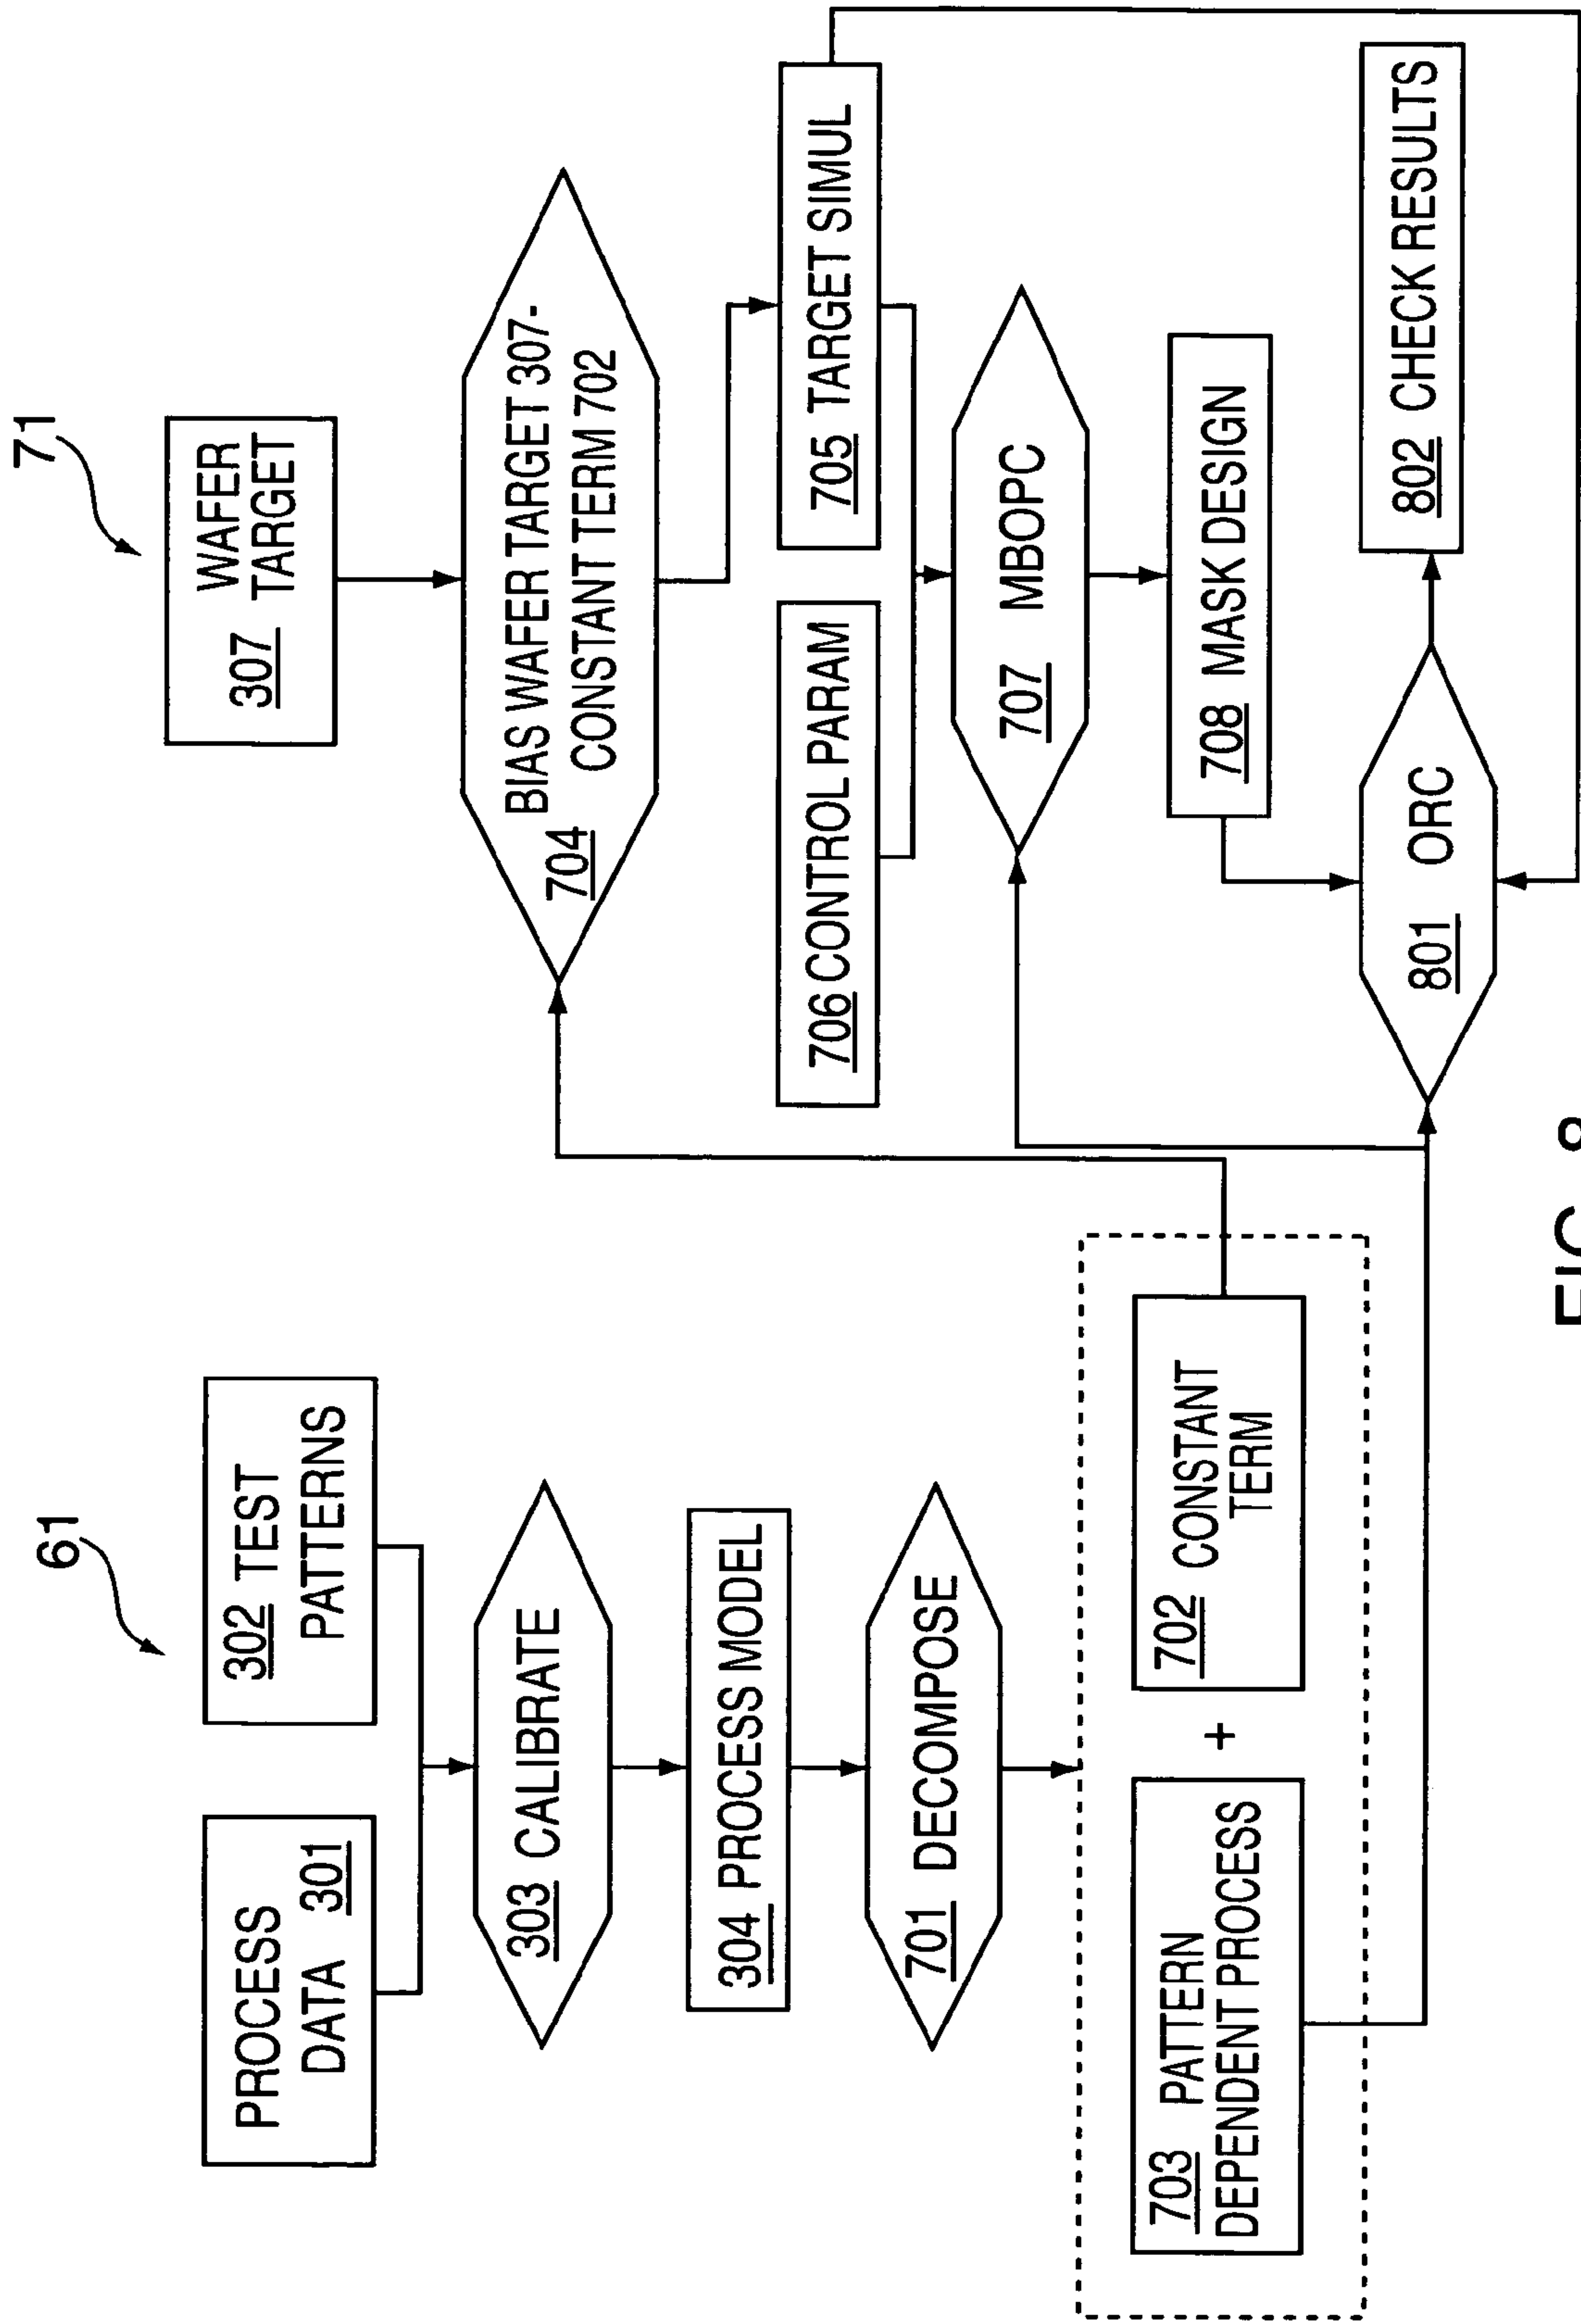 61
PROCESS
DATA 301
302 TEST
PATTERNS
303 CALIBRATE
304 PROCESS MODEL
701 DECOMPOSE
703 PATTERN
DEPENDENT PROCESS
+
702 CONSTANT
TERM
71
WAFER
307 TARGET
BIAS WAFER TARGET 307-
704 CONSTANT TERM 702
706 CONTROL PARAM
705 TARGET SIMUL
707 MBOPC
708 MASK DESIGN
801 ORC
802 CHECK RESULTS